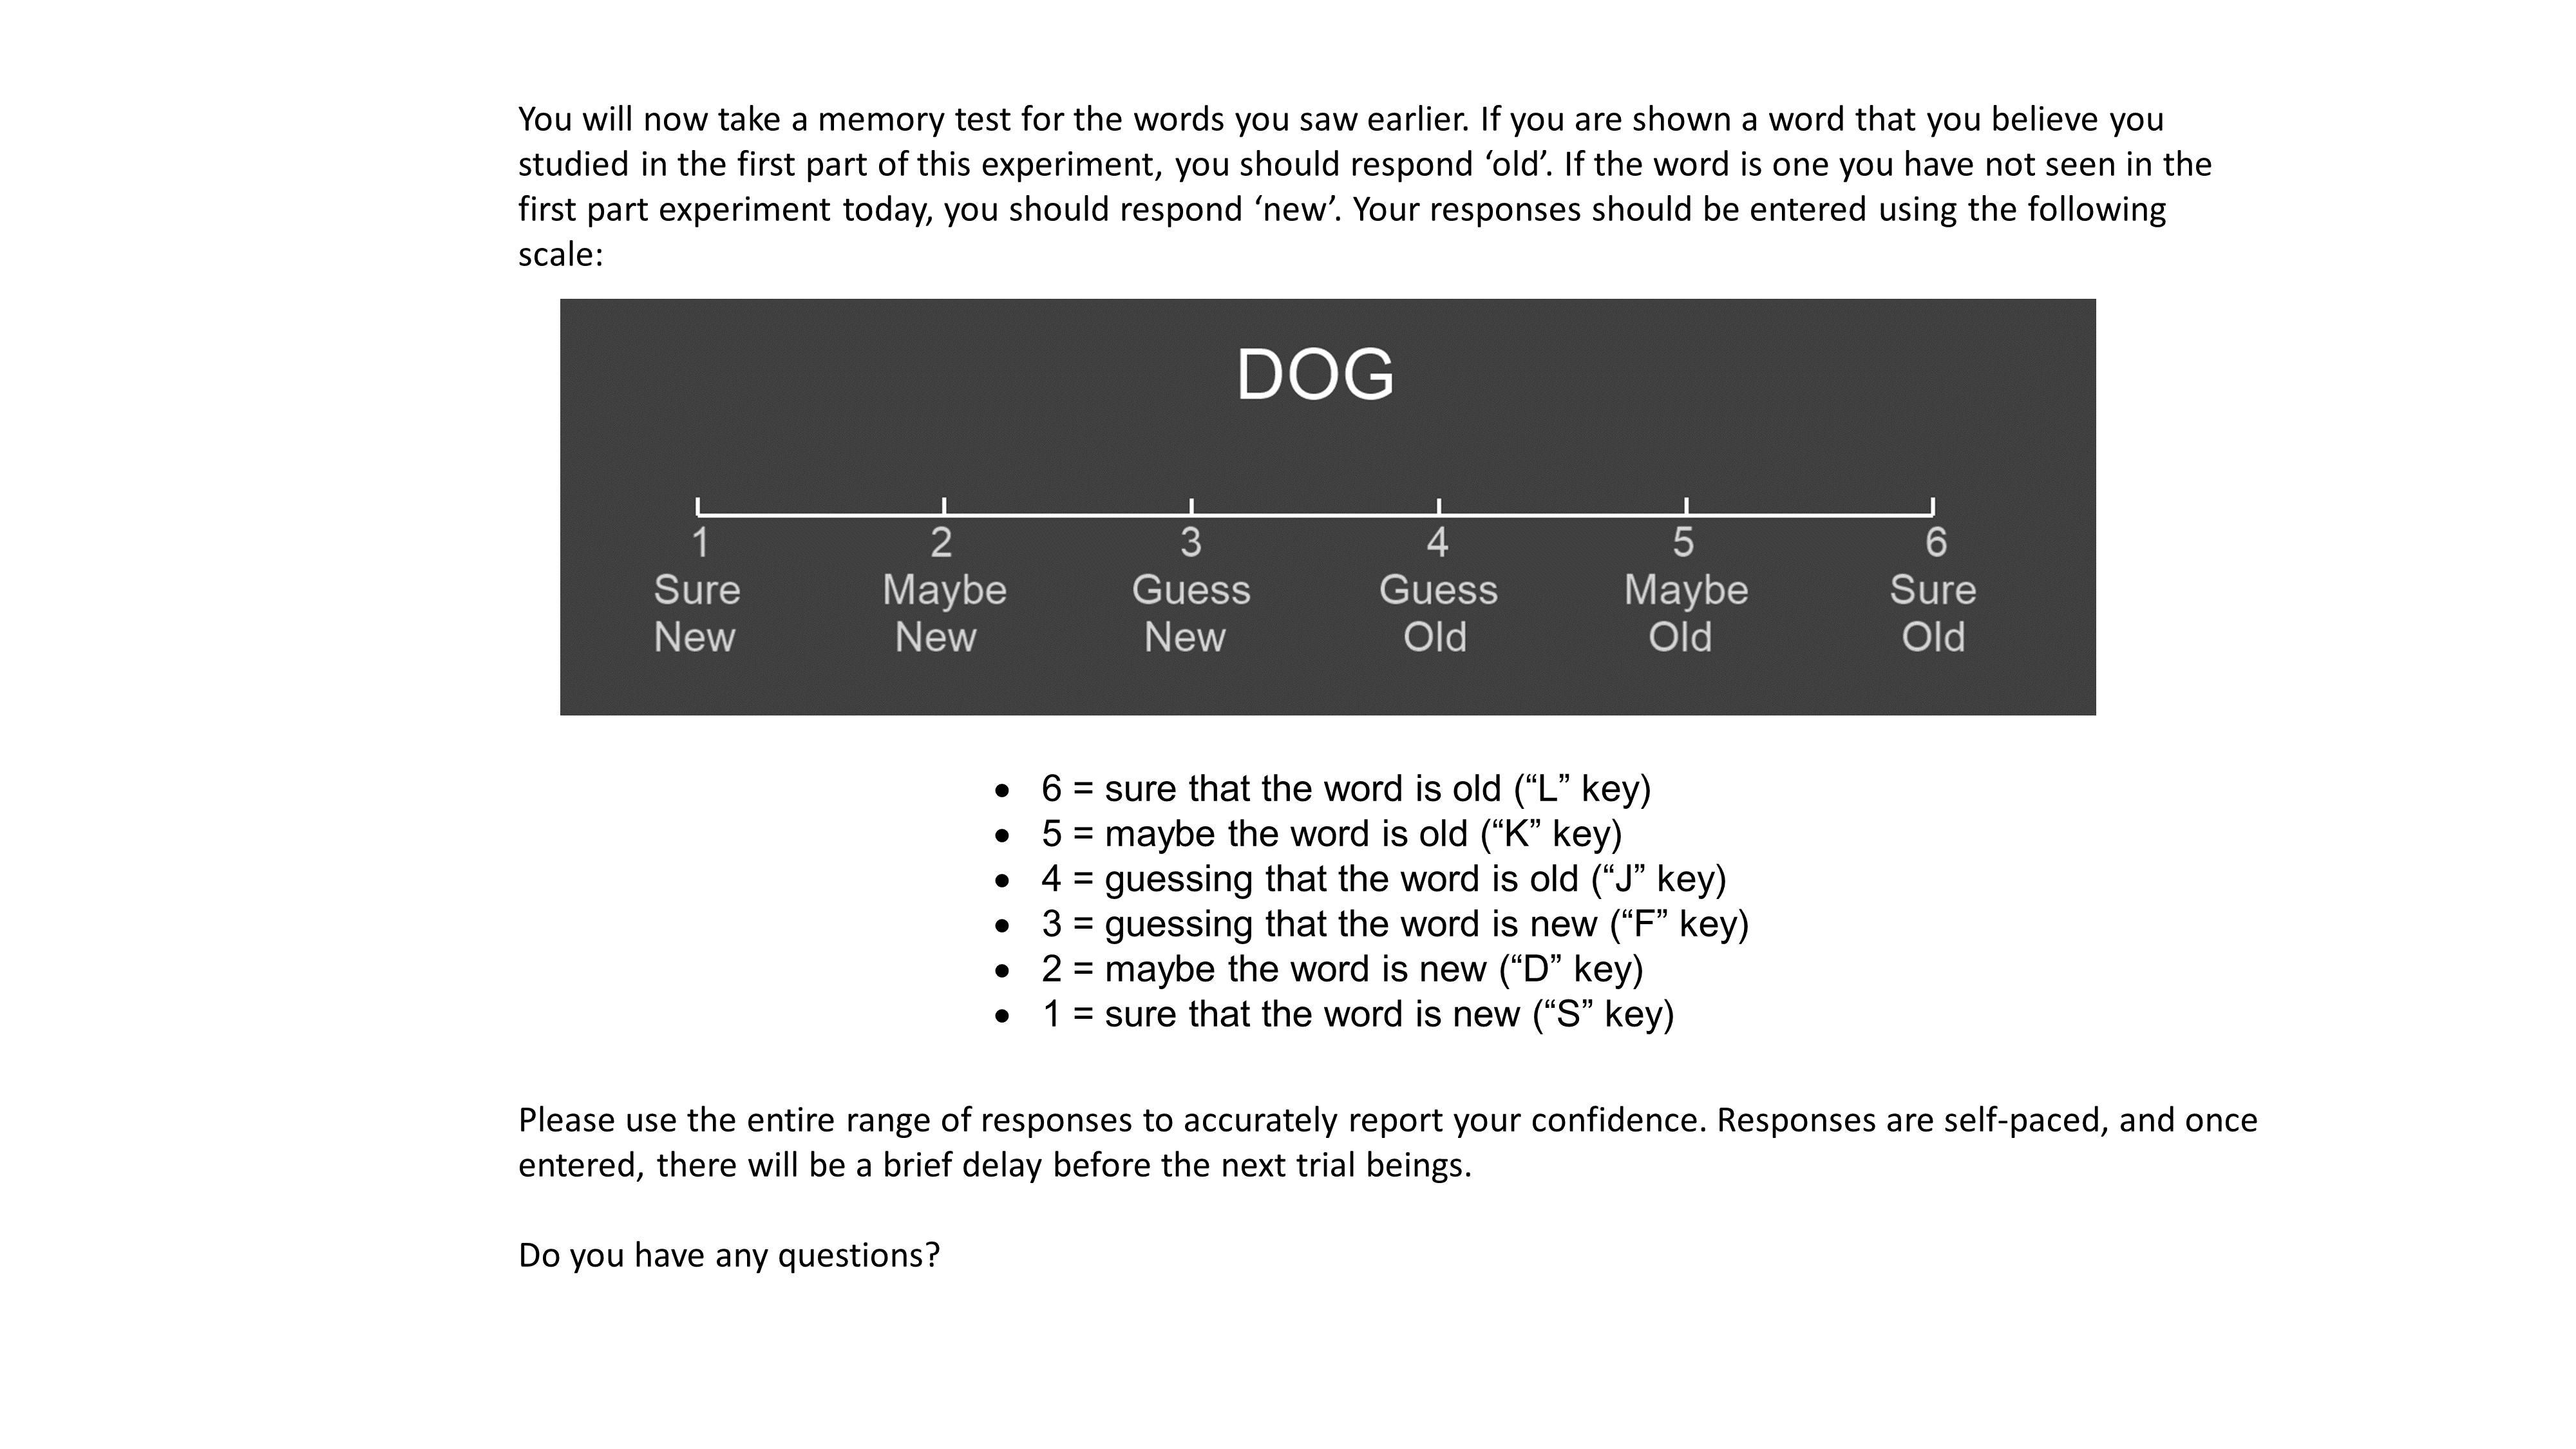 You will now take a memory test for the words you saw earlier. If you are shown a word that you believe you
studied in the first part of this experiment, you should respond ‘old’. If the word is one you have not seen in the
first part experiment today, you should respond ‘new’. Your responses should be entered using the following
scale:
DOG
1 2 3 4 5 6
Sure Maybe Guess Guess Maybe Sure
New New New Old Old Old
• 6 = sure that the word is old (“L” key)
• 5 = maybe the word is old (“K” key)
• 4 = guessing that the word is old (“J” key)
• 3 = guessing that the word is new (“F” key)
• 2 = maybe the word is new (“D” key)
• 1 = sure that the word is new (“S” key)
Please use the entire range of responses to accurately report your confidence. Responses are self-paced, and once
entered, there will be a brief delay before the next trial beings.
Do you have any questions?